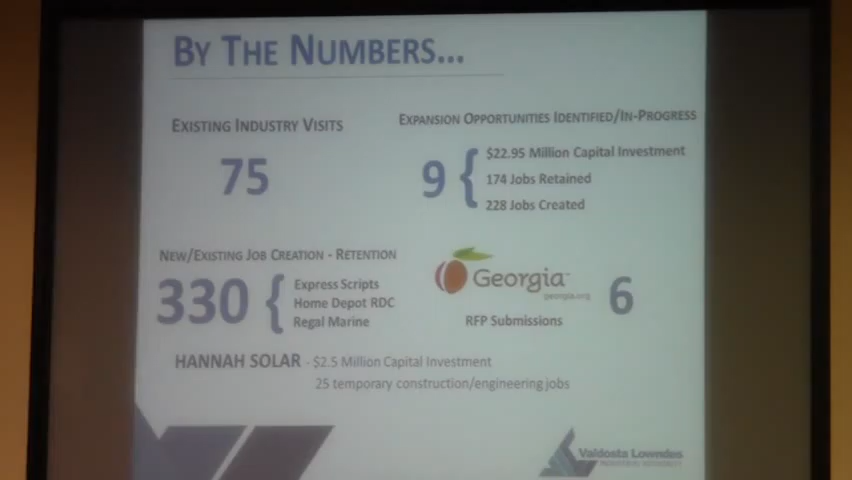 BY THE NUMBERS...
EXISTING INDUSTRY VISITS
75
EXPANSION OPPORTUNITIES IDENTIFIED/IN-PROGRESS
9 { $22.95 Million Capital Investment
174 Jobs Retained
228 Jobs Created
NEW/EXISTING JOB CREATION - RETENTION
330 { Express Scripts
Home Depot RDC
Regal Marine
Georgia™
georgia.org
RFP Submissions
6
HANNAH SOLAR - $2.5 Million Capital Investment
25 temporary construction/engineering jobs
Valdosta Lowndes